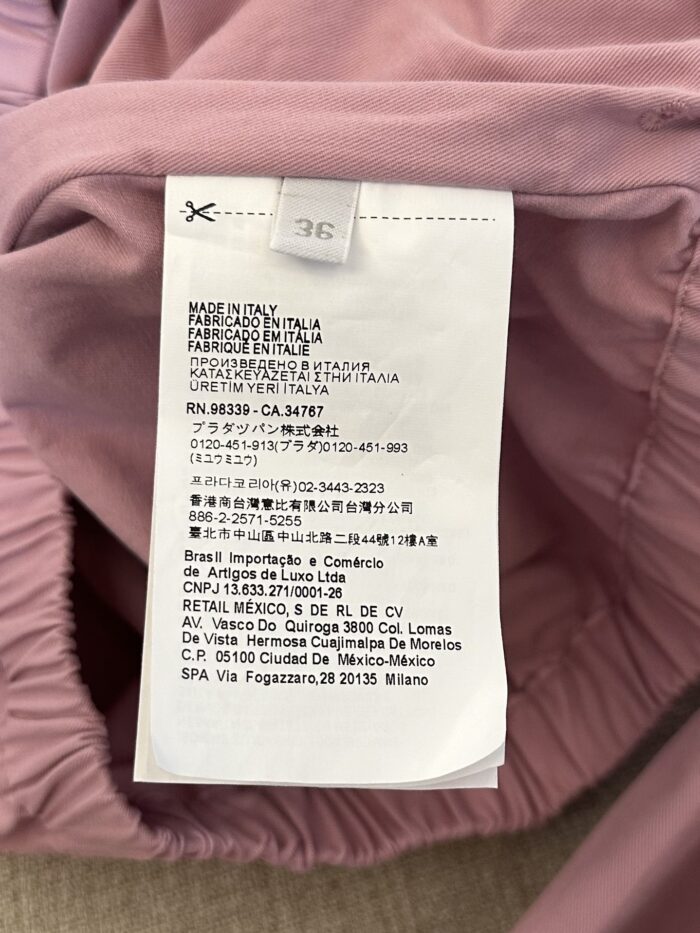 36
MADE IN ITALY
FABRICADO EN ITALIA
FABRICADO EM ITÁLIA
FABRIQUÉ EN ITALIE
ПРОИЗВЕДЕНО В ИТАЛИЯ
ΚΑΤΑΣΚΕΥΑΖΕΤΑΙ ΣΤΗΝ ΙΤΑΛΙΑ
ÜRETİM YERİ İTALYA
RN.98339 - CA.34767
プラダヅパン株式会社
0120-451-913(プラダ)0120-451-993
(ミユウミユウ)
프라다코리아(유)02-3443-2323
香港商台灣意比有限公司台灣分公司
886-2-2571-5255
臺北市中山區中山北路二段44號12樓A室
Brasil Importação e Comércio
de Artigos de Luxo Ltda
CNPJ 13.633.271/0001-26
RETAIL MÉXICO, S DE RL DE CV
AV. Vasco Do Quiroga 3800 Col. Lomas
De Vista Hermosa Cuajimalpa De Morelos
C.P. 05100 Ciudad De México-México
SPA Via Fogazzaro,28 20135 Milano